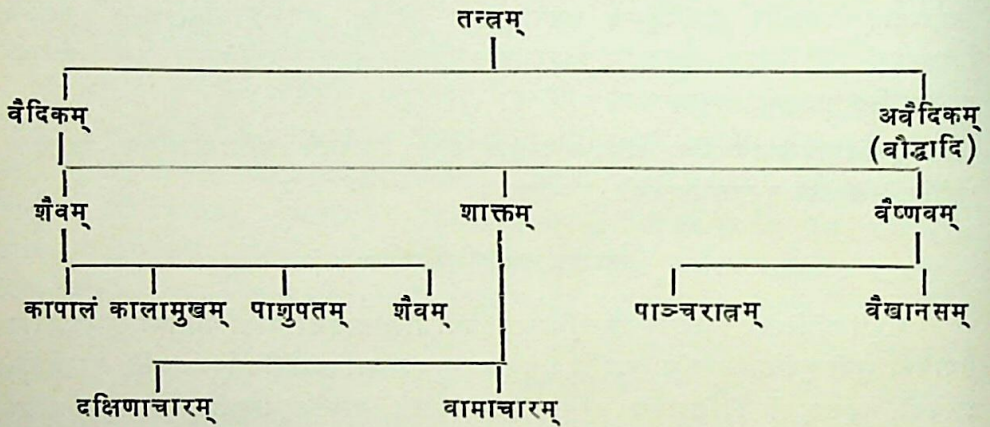 तन्त्रम्
वैदिकम् अवैदिकम्
(वौद्धादि)
शैवम् शाक्तम् वैष्णवम्
कापालं कालामुखम् पाशुपतम् शैवम् पाञ्चरात्रम् वैखानसम्
दक्षिणाचारम् वामाचारम्